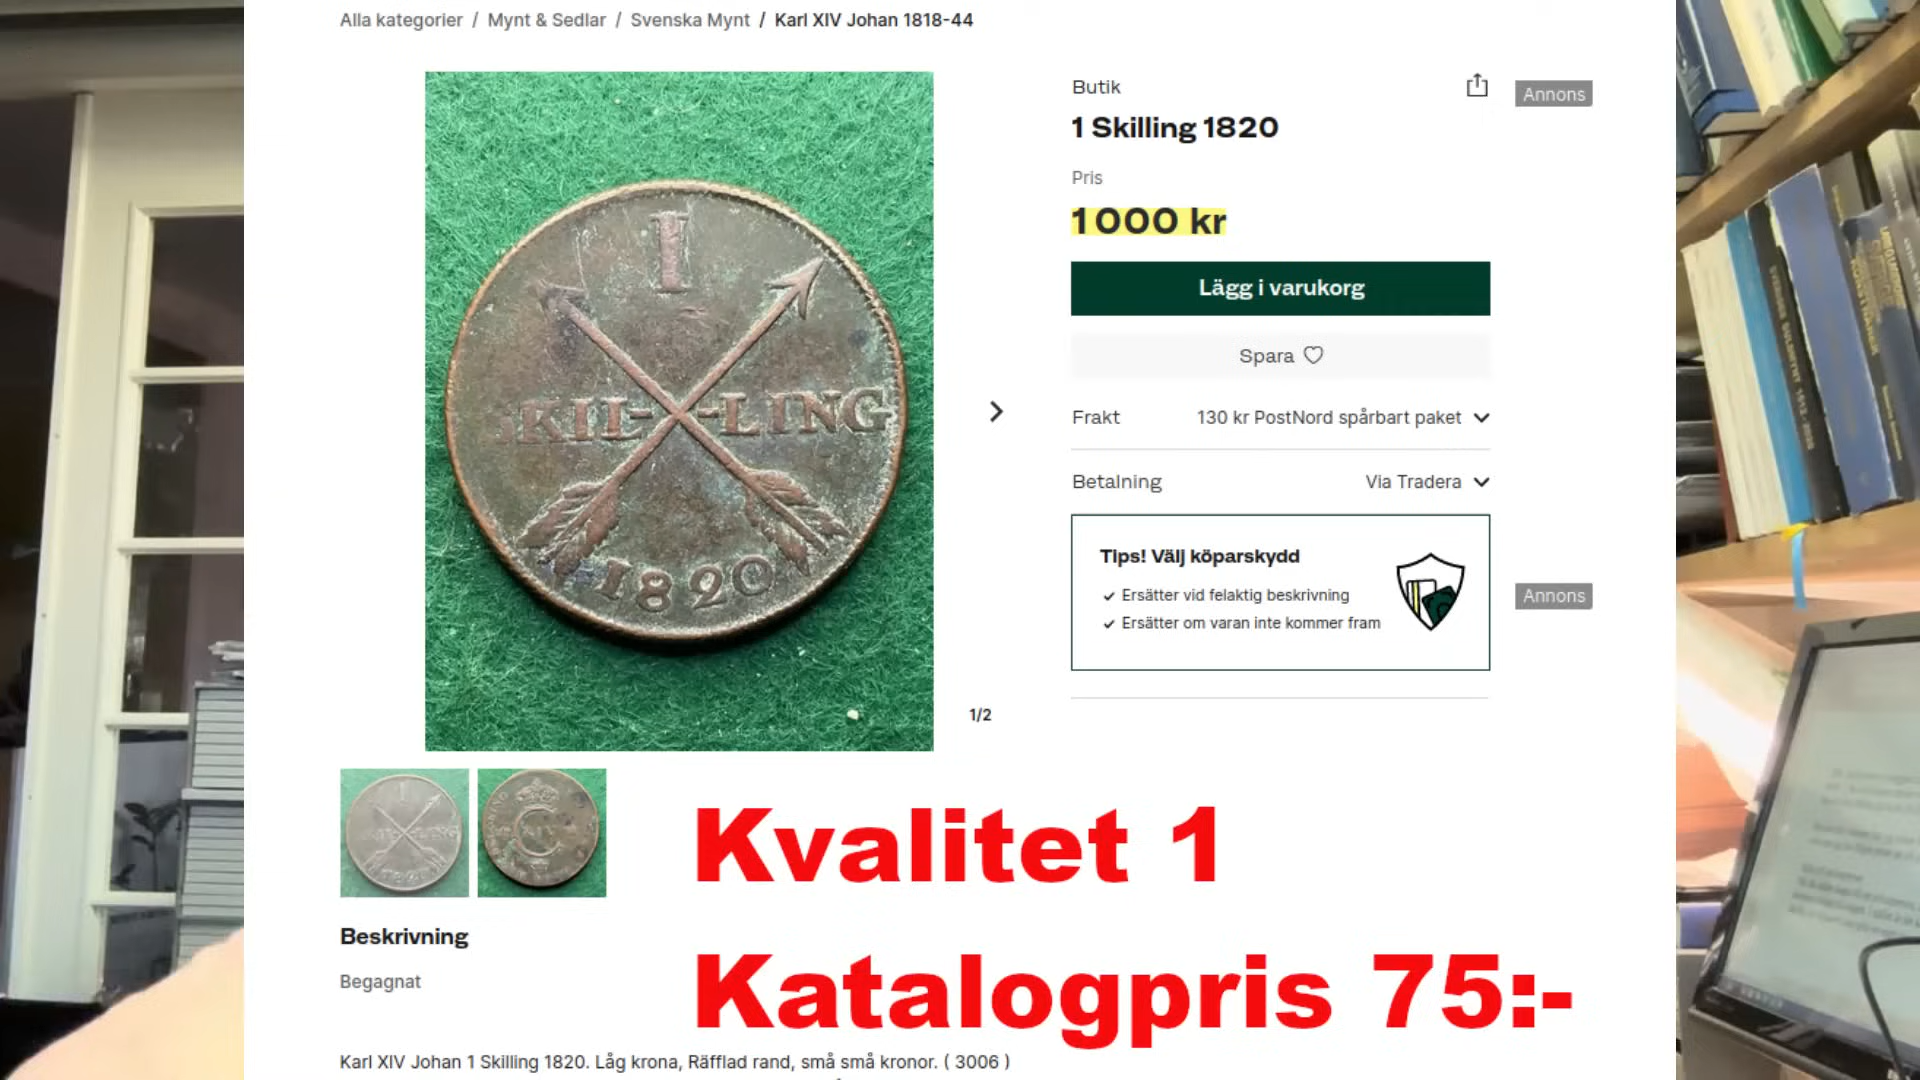 Alla kategorier / Mynt & Sedlar / Svenska Mynt / Karl XIV Johan 1818-44
Butik
Annons
1 Skilling 1820
Pris
1 000 kr
Lägg i varukorg
Spara
Frakt 130 kr PostNord spårbart paket
Betalning Via Tradera
Tips! Välj köparskydd
Ersätter vid felaktig beskrivning
Ersätter om varan inte kommer fram
Annons
I
SKIL-LING
1820
1/2
Kvalitet 1
Katalogpris 75:-
Beskrivning
Begagnat
Karl XIV Johan 1 Skilling 1820. Låg krona, Räfflad rand, små små kronor. ( 3006 )